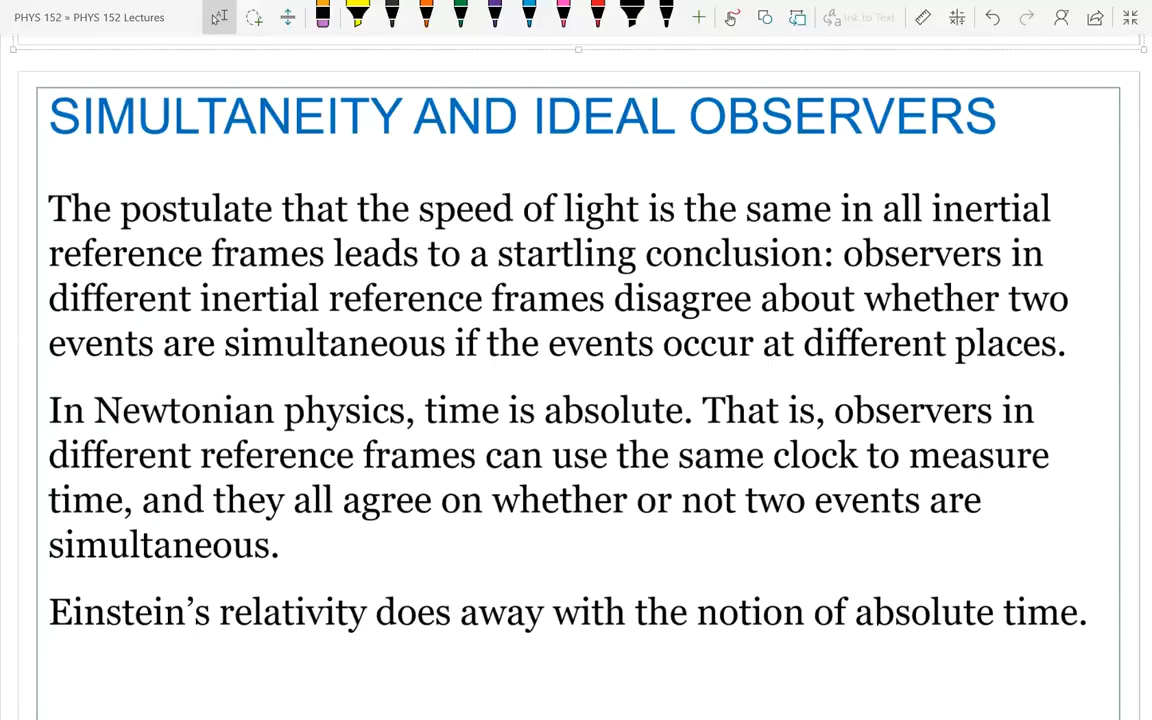 PHYS 152 » PHYS 152 Lectures
Ink to Text
SIMULTANEITY AND IDEAL OBSERVERS
The postulate that the speed of light is the same in all inertial
reference frames leads to a startling conclusion: observers in
different inertial reference frames disagree about whether two
events are simultaneous if the events occur at different places.
In Newtonian physics, time is absolute. That is, observers in
different reference frames can use the same clock to measure
time, and they all agree on whether or not two events are
simultaneous.
Einstein’s relativity does away with the notion of absolute time.